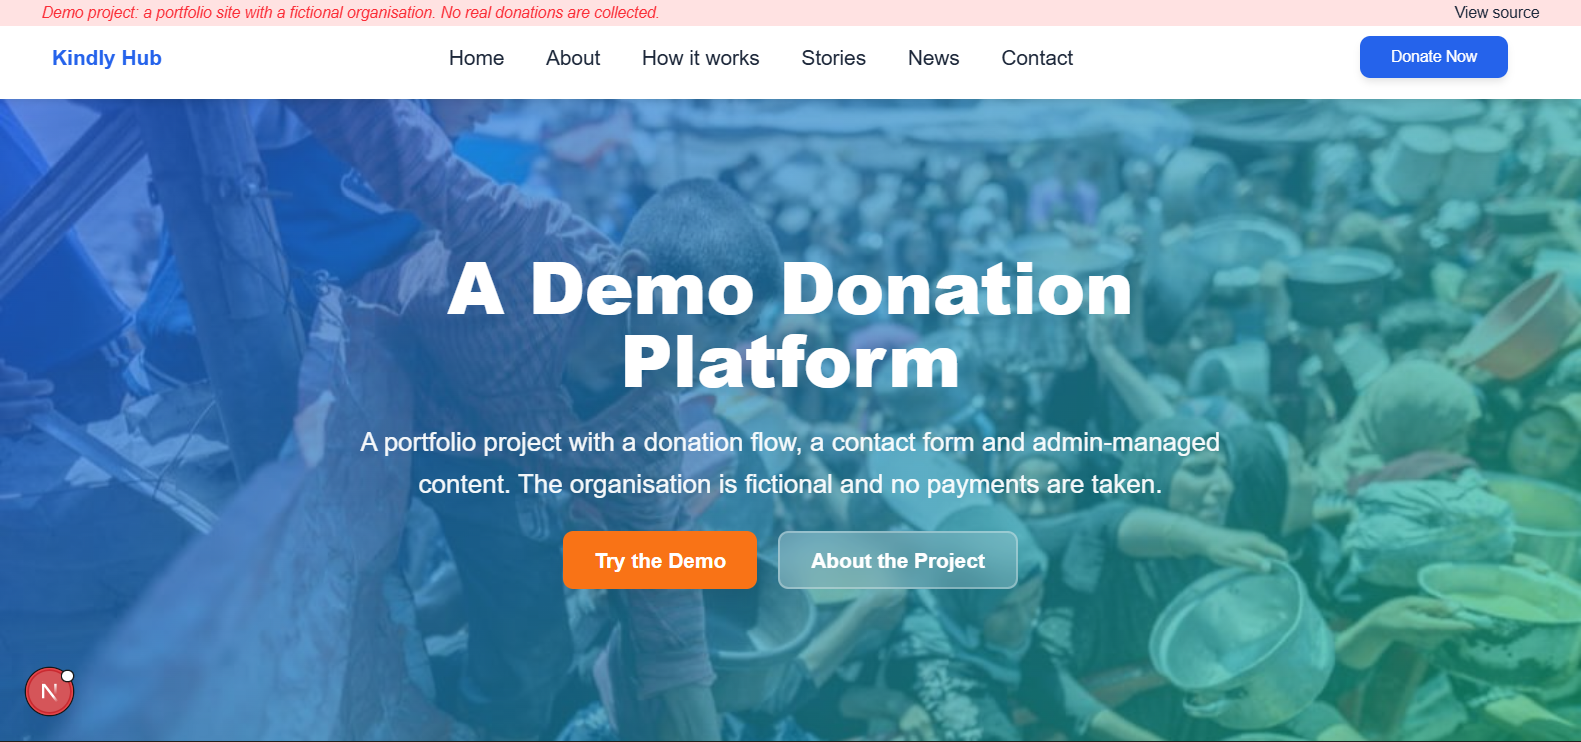 Demo project: a portfolio site with a fictional organisation. No real donations are collected. View source
Kindly Hub Home About How it works Stories News Contact Donate Now
A Demo Donation
Platform
A portfolio project with a donation flow, a contact form and admin-managed
content. The organisation is fictional and no payments are taken.
Try the Demo About the Project
N